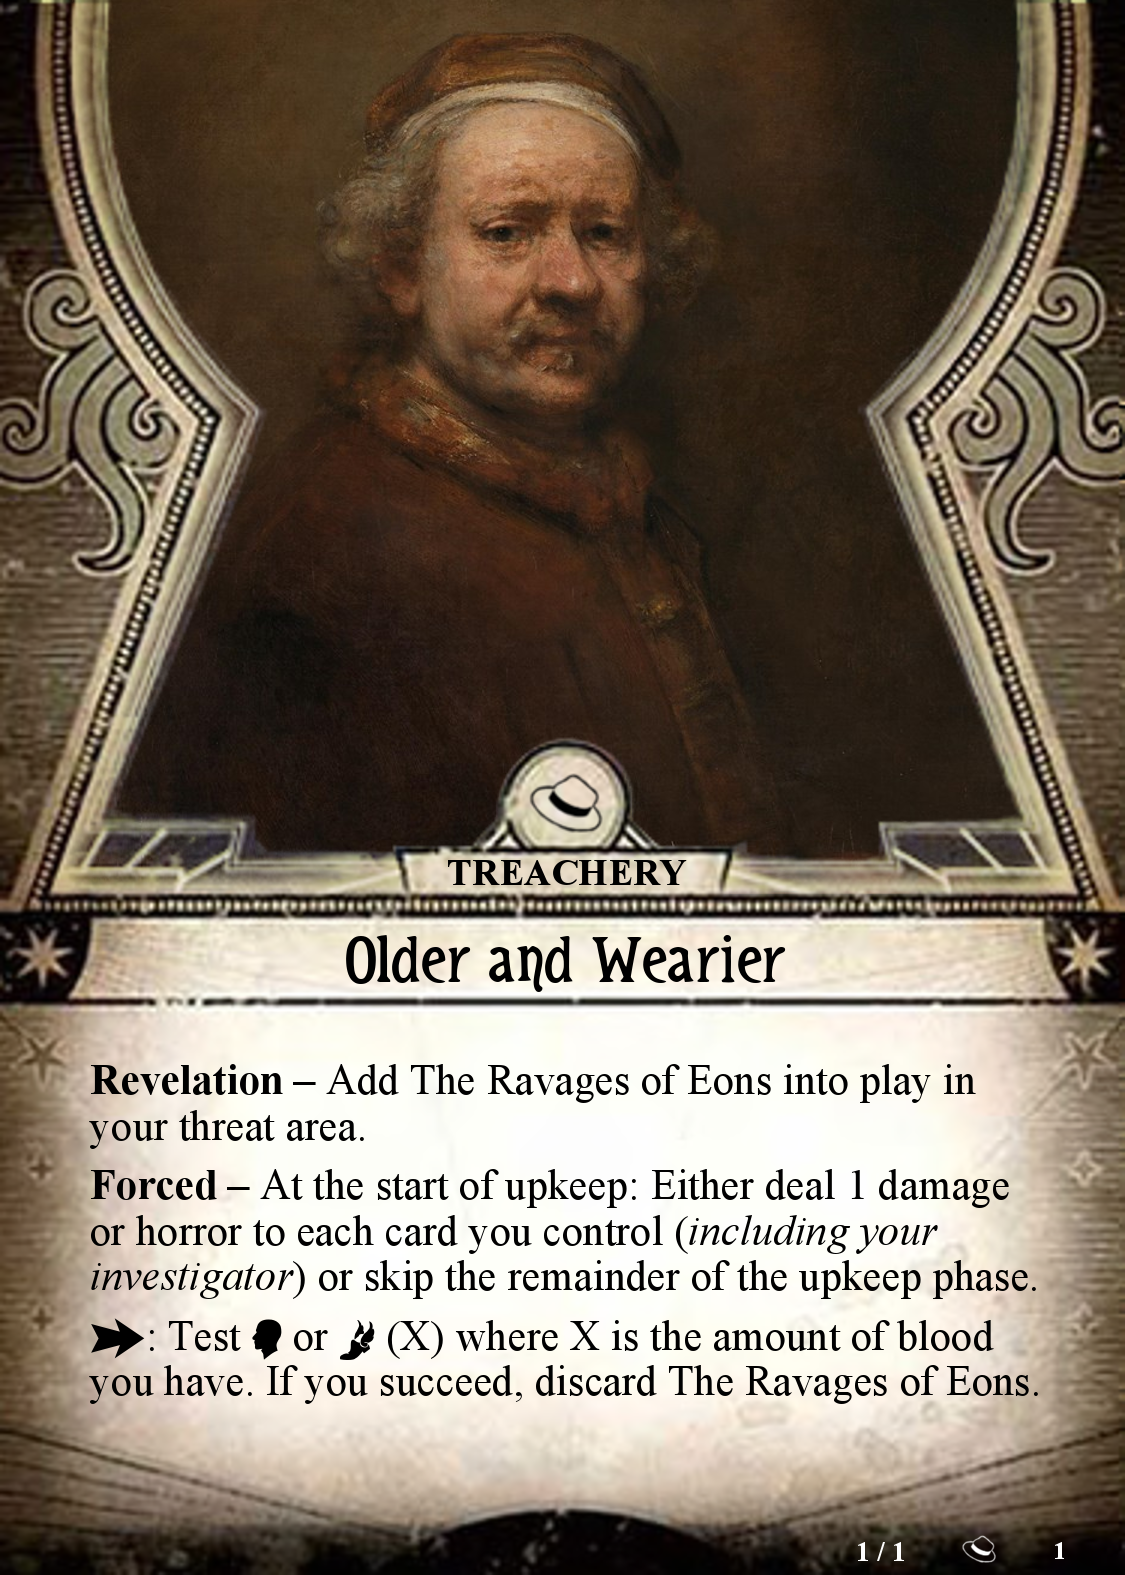 TREACHERY
Older and Wearier
Revelation – Add The Ravages of Eons into play in
your threat area.
Forced – At the start of upkeep: Either deal 1 damage
or horror to each card you control (including your
investigator) or skip the remainder of the upkeep phase.
: Test or (X) where X is the amount of blood
you have. If you succeed, discard The Ravages of Eons.
1 / 1 1